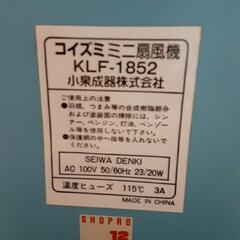 コイズミミニ扇風機
KLF-1852
小泉成器株式会社
ご使用上の注意
●羽根、つまみ等の合成樹脂部分
および塗装面の掃除には、シン
ナー、ベンジン、灯油、ベンゾー
ル等を使わないでください。
●保護網の中へ指等を入れないで
ください。
SEIWA DENKI
AC 100V 50/60Hz 23/20W
温度ヒューズ 115℃ 3A
MADE IN CHINA
SHOPRO
12